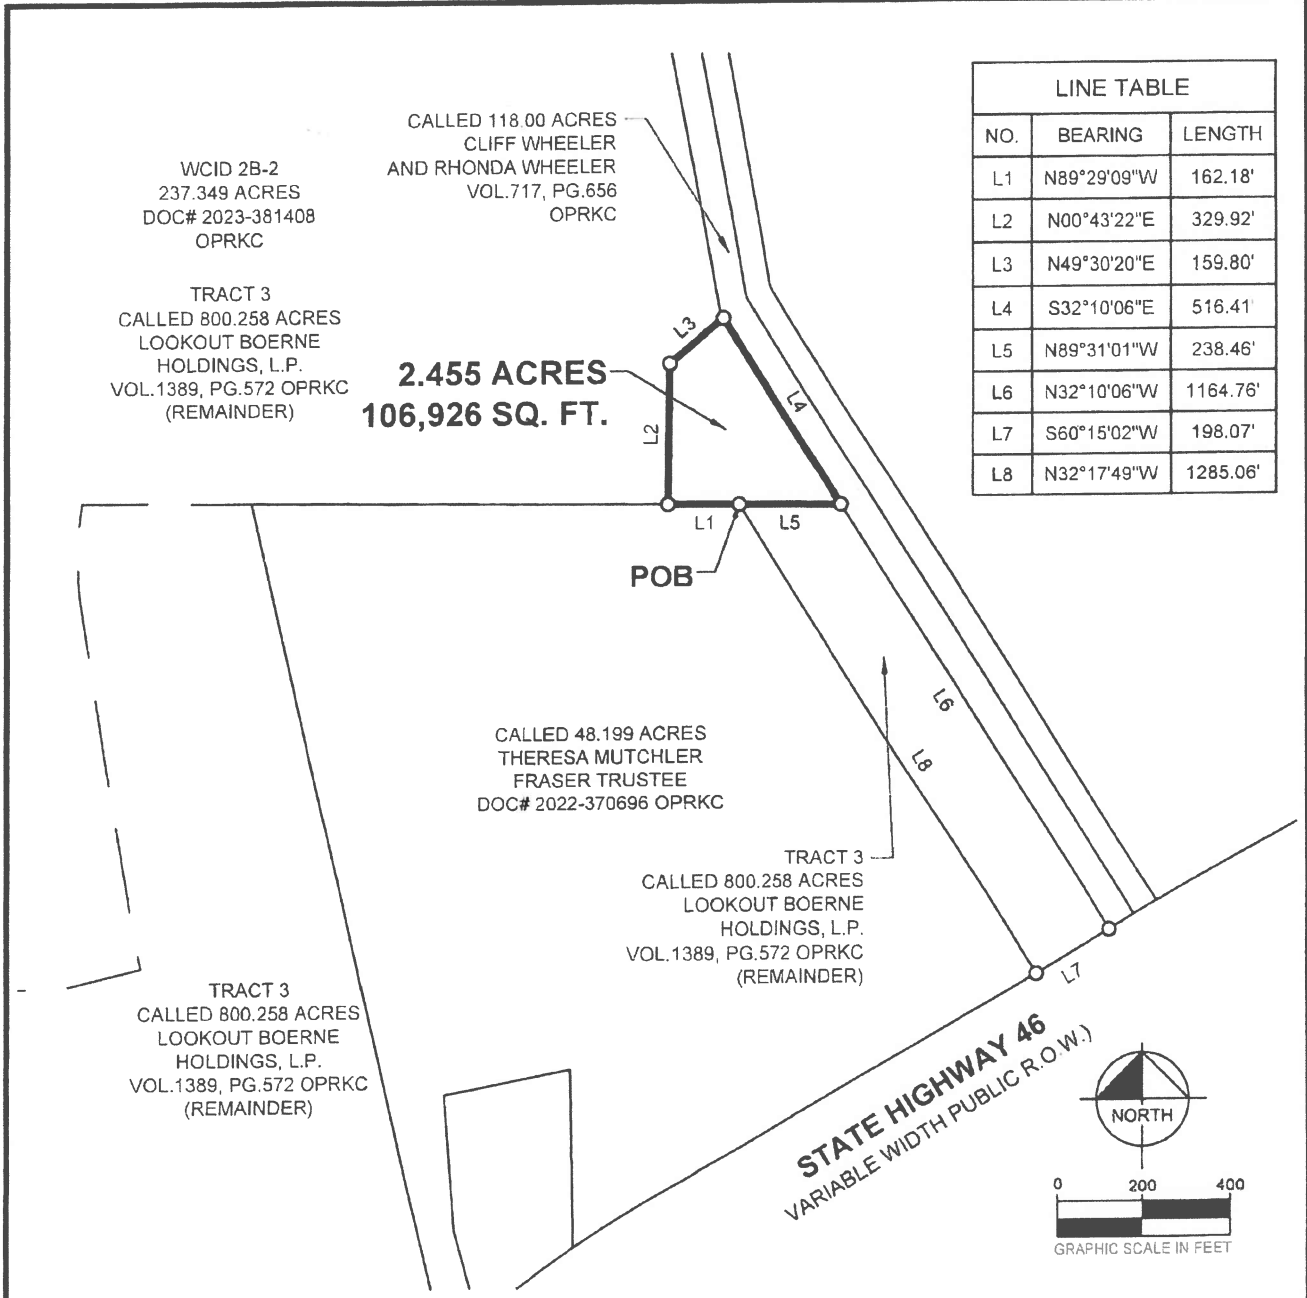 CALLED 118.00 ACRES
CLIFF WHEELER
AND RHONDA WHEELER
VOL.717, PG.656
OPRKC
WCID 2B-2
237.349 ACRES
DOC# 2023-381408
OPRKC
TRACT 3
CALLED 800.258 ACRES
LOOKOUT BOERNE
HOLDINGS, L.P.
VOL.1389, PG.572 OPRKC
(REMAINDER)
2.455 ACRES
106,926 SQ. FT.
LINE TABLE
NO. BEARING LENGTH
L1 N89°29'09"W 162.18'
L2 N00°43'22"E 329.92'
L3 N49°30'20"E 159.80'
L4 S32°10'06"E 516.41'
L5 N89°31'01"W 238.46'
L6 N32°10'06"W 1164.76'
L7 S60°15'02"W 198.07'
L8 N32°17'49"W 1285.06'
L3
L4
L2
L1
L5
POB
L6
L8
CALLED 48.199 ACRES
THERESA MUTCHLER
FRASER TRUSTEE
DOC# 2022-370696 OPRKC
TRACT 3
CALLED 800.258 ACRES
LOOKOUT BOERNE
HOLDINGS, L.P.
VOL.1389, PG.572 OPRKC
(REMAINDER)
L7
TRACT 3
CALLED 800.258 ACRES
LOOKOUT BOERNE
HOLDINGS, L.P.
VOL.1389, PG.572 OPRKC
(REMAINDER)
STATE HIGHWAY 46
VARIABLE WIDTH PUBLIC R.O.W.)
NORTH
0 200 400
GRAPHIC SCALE IN FEET